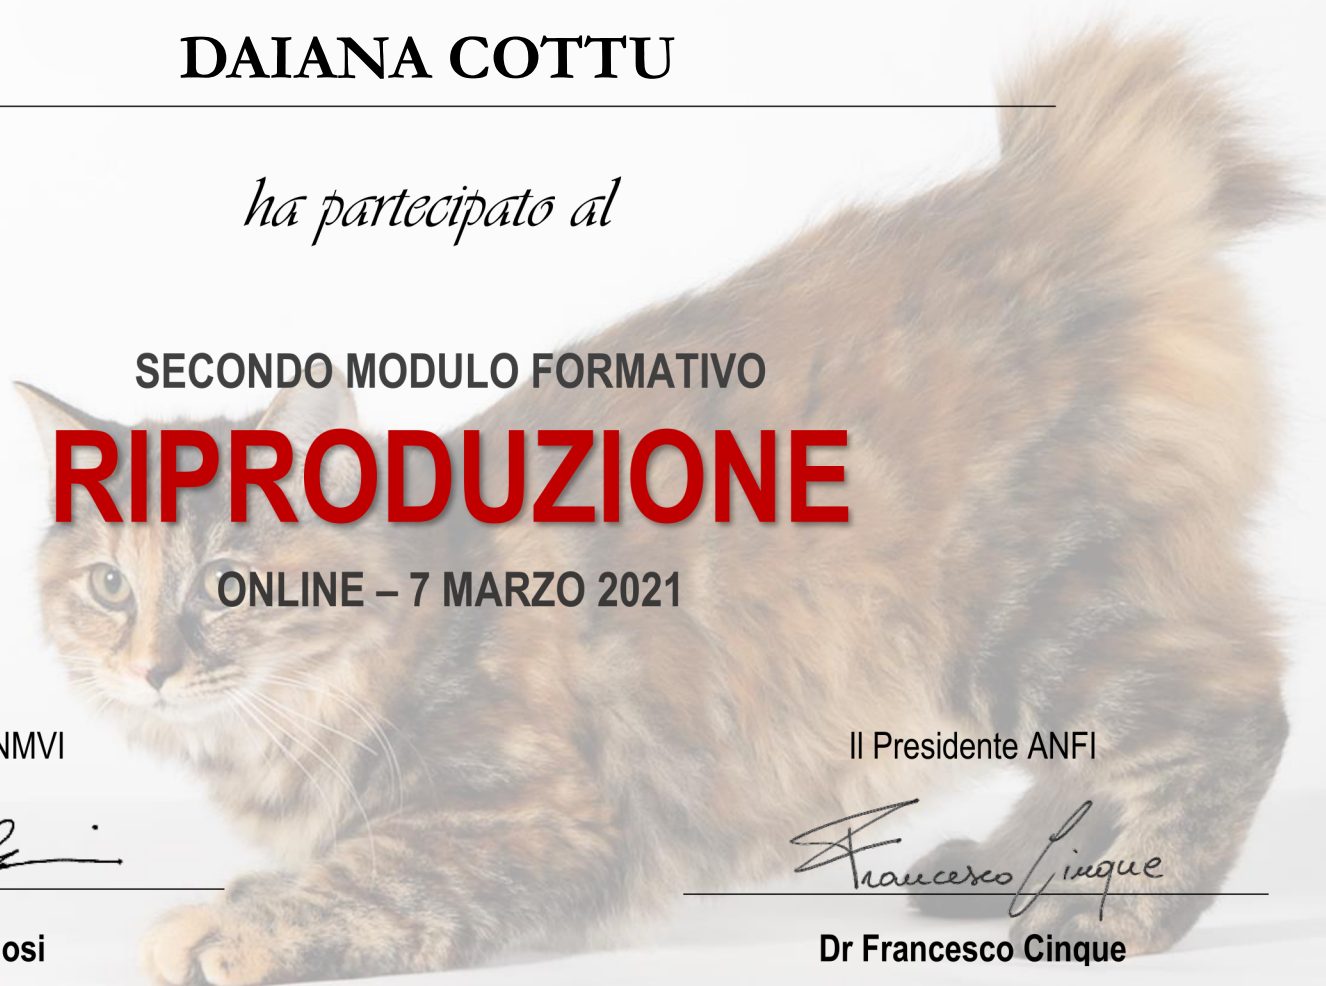 DAIANA COTTU
ha partecipato al
SECONDO MODULO FORMATIVO
RIPRODUZIONE
ONLINE – 7 MARZO 2021
NMVI
Il Presidente ANFI
Francesco Cinque
osi
Dr Francesco Cinque